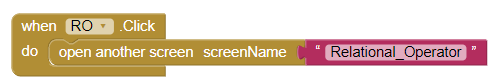 when RO .Click
do open another screen screenName “ Relational_Operator ”